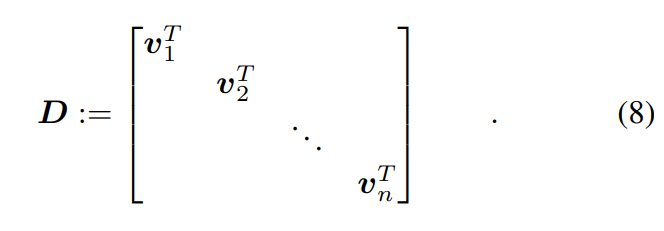 D := [ v_1^T
v_2^T
⋱
v_n^T ] . (8)